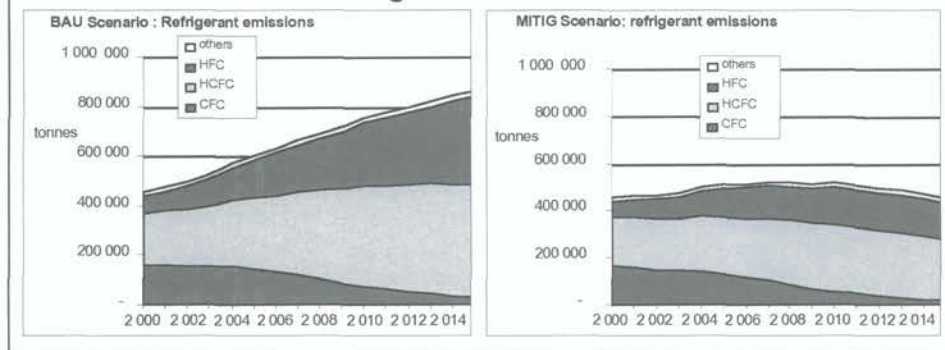 BAU Scenario : Refrigerant emissions
1 000 000
800 000
tonnes
600 000
400 000
200 000
-
others
HFC
HCFC
CFC
2 000 2 002 2 004 2 006 2 008 2 010 2 012 2 014
MITIG Scenario: refrigerant emissions
1 000 000
800 000
tonnes
600 000
400 000
200 000
-
others
HFC
HCFC
CFC
2 000 2 002 2 004 2 006 2 008 2 010 2 012 2 014